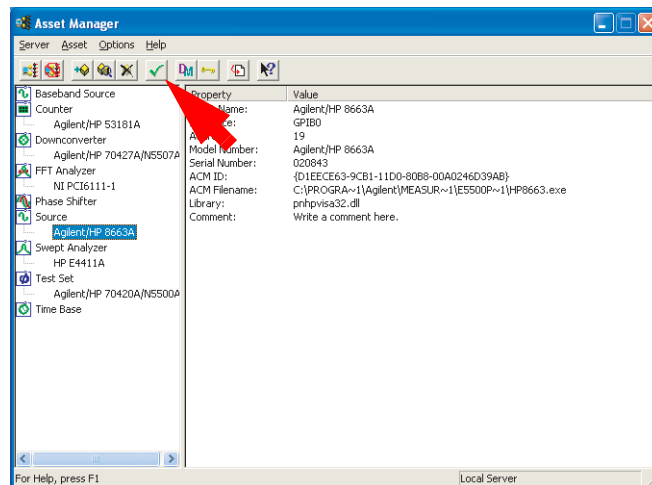 Asset Manager
Server Asset Options Help
Baseband Source
Counter
Agilent/HP 53181A
Downconverter
Agilent/HP 70427A/N5507A
FFT Analyzer
NI PCI6111-1
Phase Shifter
Source
Agilent/HP 8663A
Swept Analyzer
HP E4411A
Test Set
Agilent/HP 70420A/N5500A
Time Base
Property Value
Name: Agilent/HP 8663A
GPIB0
19
Model Number: Agilent/HP 8663A
Serial Number: 020843
ACM ID: {D1EECE63-9CB1-11D0-80B8-00A0246D39AB}
ACM Filename: C:\PROGRA~1\Agilent\MEASUR~1\E5500P~1\HP8663.exe
Library: pnhpvisa32.dll
Comment: Write a comment here.
For Help, press F1
Local Server